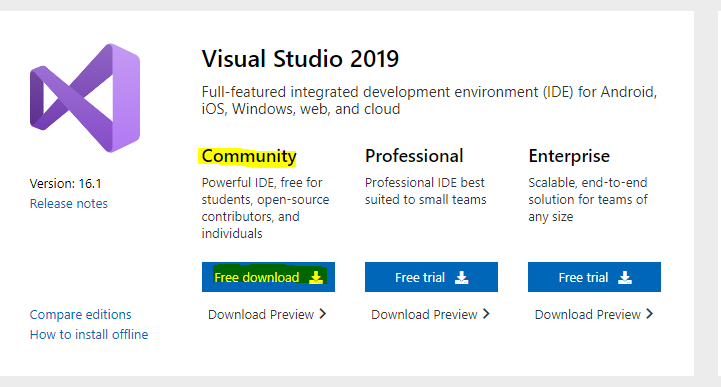 Visual Studio 2019
Full-featured integrated development environment (IDE) for Android,
iOS, Windows, web, and cloud
Version: 16.1
Release notes
Community
Powerful IDE, free for
students, open-source
contributors, and
individuals
Free download
Download Preview
Professional
Professional IDE best
suited to small teams
Free trial
Download Preview
Enterprise
Scalable, end-to-end
solution for teams of
any size
Free trial
Download Preview
Compare editions
How to install offline